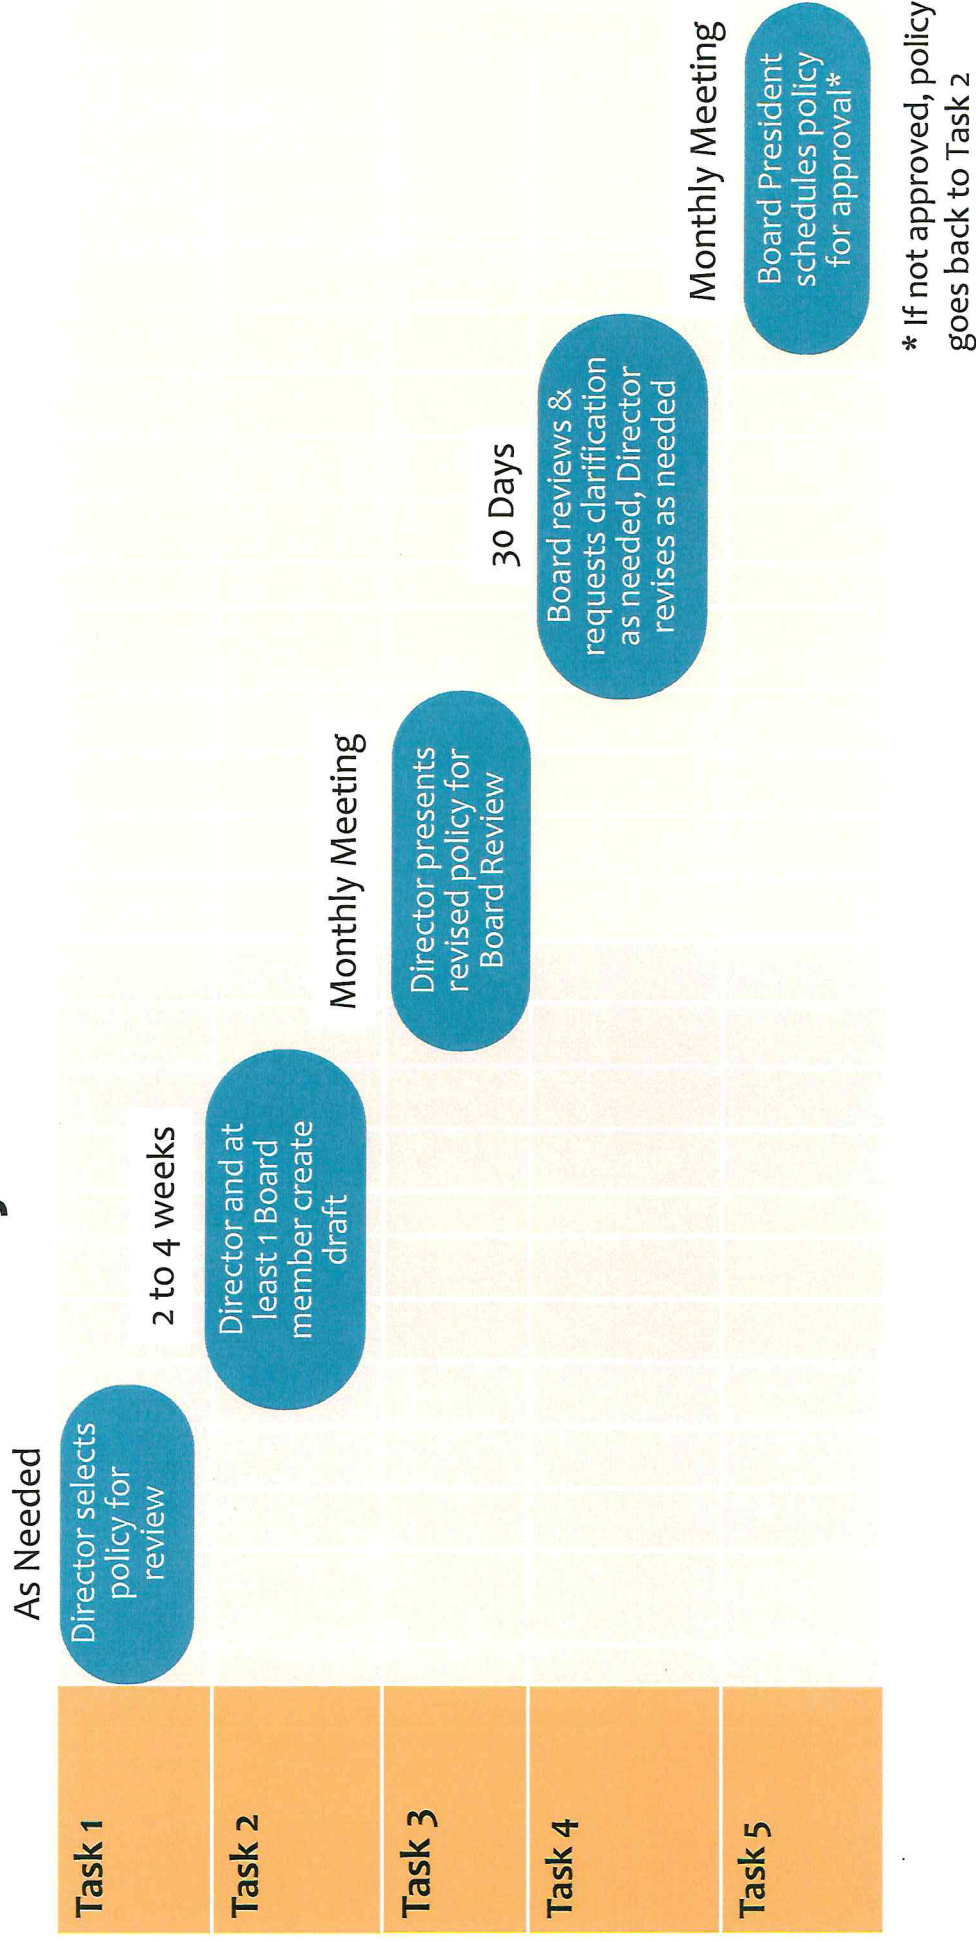 As Needed
Task 1
Director selects
policy for
review
2 to 4 weeks
Task 2
Director and at
least 1 Board
member create
draft
Monthly Meeting
Task 3
Director presents
revised policy for
Board Review
30 Days
Task 4
Board reviews &
requests clarification
as needed, Director
revises as needed
Monthly Meeting
Task 5
Board President
schedules policy
for approval*
* If not approved, policy
goes back to Task 2